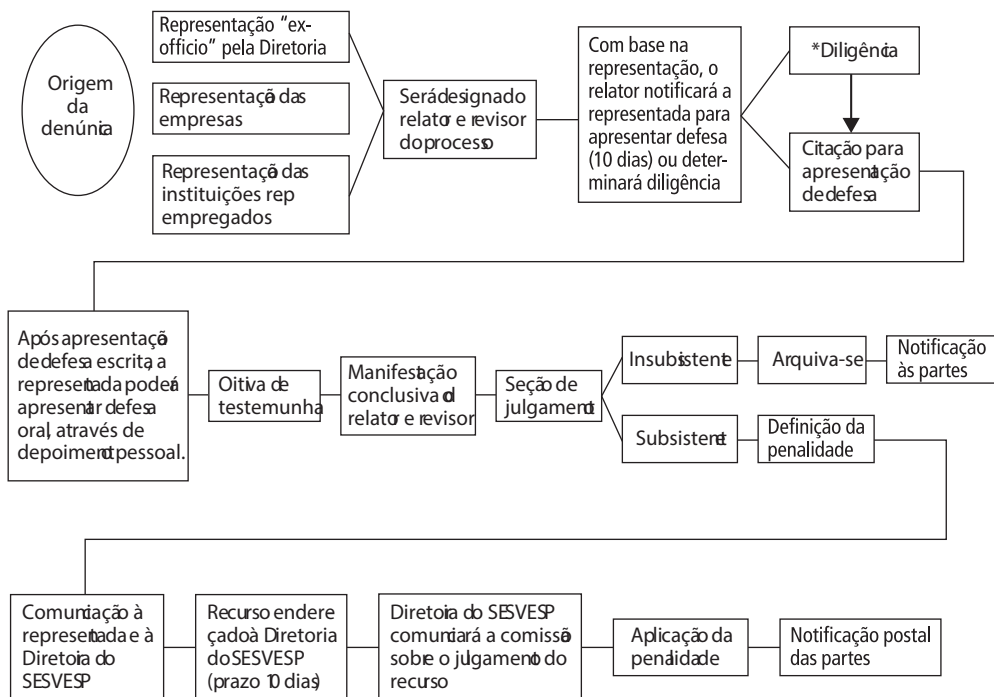 Origem
da
denúncia
Representação “ex-
officio” pela Diretoria
Representação das
empresas
Representação das
instituições rep
empregados
Será designado
relator e revisor
do processo
Com base na
representação, o
relator notificará a
representada para
apresentar defesa
(10 dias) ou deter-
minará diligência
*Diligência
Citação para
apresentação
de defesa
Após apresentação
de defesa escrita, a
representada poderá
apresentar defesa
oral, através de
depoimento pessoal.
Oitiva de
testemunha
Manifestação
conclusiva do
relator e revisor
Seção de
julgamento
Insubsistente
Arquiva-se
Notificação
às partes
Subsistente
Definição da
penalidade
Comunicação à
representada e à
Diretoria do
SESVESP
Recurso endere
çado à Diretoria
do SESVESP
(prazo 10 dias)
Diretoria do SESVESP
comunicará a comissão
sobre o julgamento do
recurso
Aplicação da
penalidade
Notificação postal
das partes